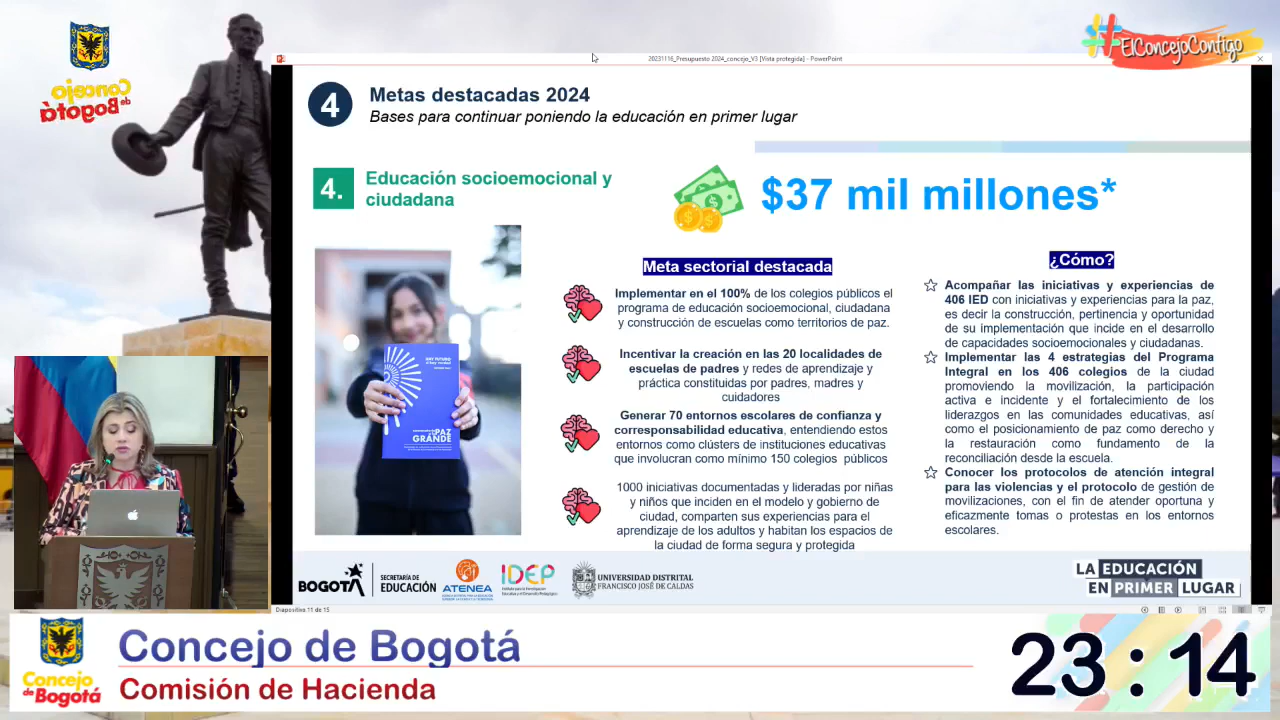 Concejo
de Bogotá
#ElConcejoContigo
20231116_Presupuesto 2024_concejo_V3 [Vista protegida] - PowerPoint
4
Metas destacadas 2024
Bases para continuar poniendo la educación en primer lugar
4.
Educación socioemocional y
ciudadana
$37 mil millones*
Meta sectorial destacada
Implementar en el 100% de los colegios públicos el
programa de educación socioemocional, ciudadana
y construcción de escuelas como territorios de paz.
Incentivar la creación en las 20 localidades de
escuelas de padres y redes de aprendizaje y
práctica constituidas por padres, madres y
cuidadores
Generar 70 entornos escolares de confianza y
corresponsabilidad educativa, entendiendo estos
entornos como clústers de instituciones educativas
que involucran como mínimo 150 colegios públicos
1000 iniciativas documentadas y lideradas por niñas
y niños que inciden en el modelo y gobierno de
ciudad, comparten sus experiencias para el
aprendizaje de los adultos y habitan los espacios de
la ciudad de forma segura y protegida
¿Cómo?
Acompañar las iniciativas y experiencias de
406 IED con iniciativas y experiencias para la paz,
es decir la construcción, pertinencia y oportunidad
de su implementación que incide en el desarrollo
de capacidades socioemocionales y ciudadanas.
Implementar las 4 estrategias del Programa
Integral en los 406 colegios de la ciudad
promoviendo la movilización, la participación
activa e incidente y el fortalecimiento de los
liderazgos en las comunidades educativas, así
como el posicionamiento de paz como derecho y
la restauración como fundamento de la
reconciliación desde la escuela.
Conocer los protocolos de atención integral
para las violencias y el protocolo de gestión de
movilizaciones, con el fin de atender oportuna y
eficazmente tomas o protestas en los entornos
escolares.
HAY FUTURO
PAZ
GRANDE
BOGOTÁ
SECRETARÍA DE
EDUCACIÓN
ATENEA
IDEP
UNIVERSIDAD DISTRITAL
FRANCISCO JOSÉ DE CALDAS
LA EDUCACIÓN
EN PRIMER LUGAR
Diapositiva 11 de 15
Concejo
de Bogotá
Concejo de Bogotá
Comisión de Hacienda
23:14